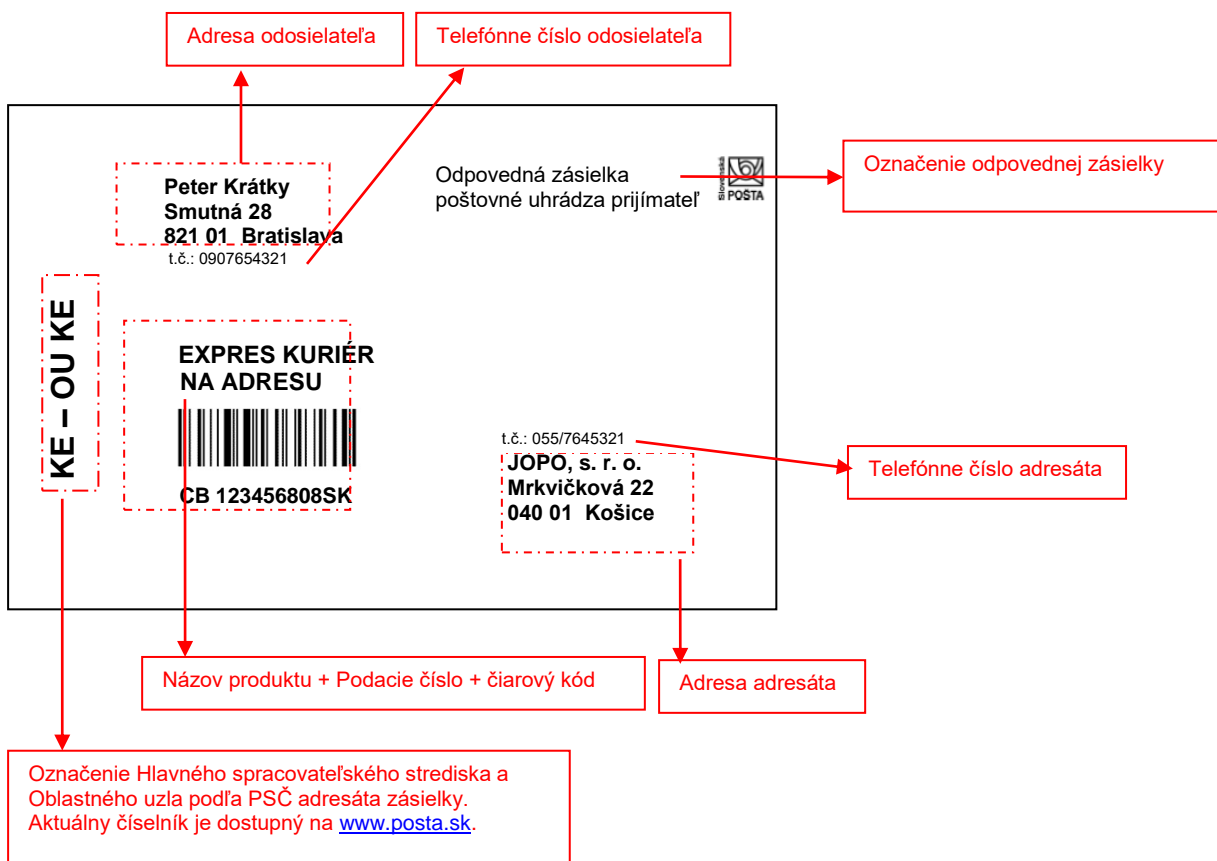 Adresa odosielateľa
Telefónne číslo odosielateľa
Odpovedná zásielka
poštovné uhrádza prijímateľ
Slovenská
POŠTA
Označenie odpovednej zásielky
Peter Krátky
Smutná 28
821 01 Bratislava
t.č.: 0907654321
KE – OU KE
EXPRES KURIÉR
NA ADRESU
CB 123456808SK
t.č.: 055/7645321
JOPO, s. r. o.
Mrkvičková 22
040 01 Košice
Telefónne číslo adresáta
Názov produktu + Podacie číslo + čiarový kód
Adresa adresáta
Označenie Hlavného spracovateľského strediska a
Oblastného uzla podľa PSČ adresáta zásielky.
Aktuálny číselník je dostupný na www.posta.sk.